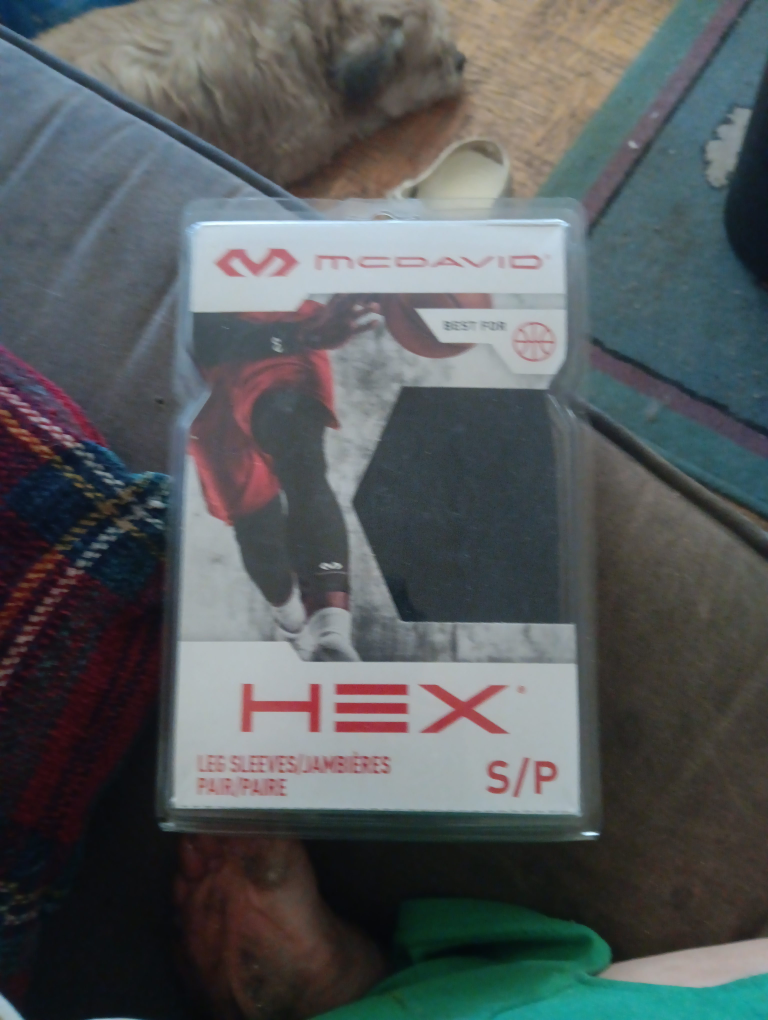 MCDAVID®
BEST FOR
HEX®
LEG SLEEVES/JAMBIÈRES
PAIR/PAIRE
S/P